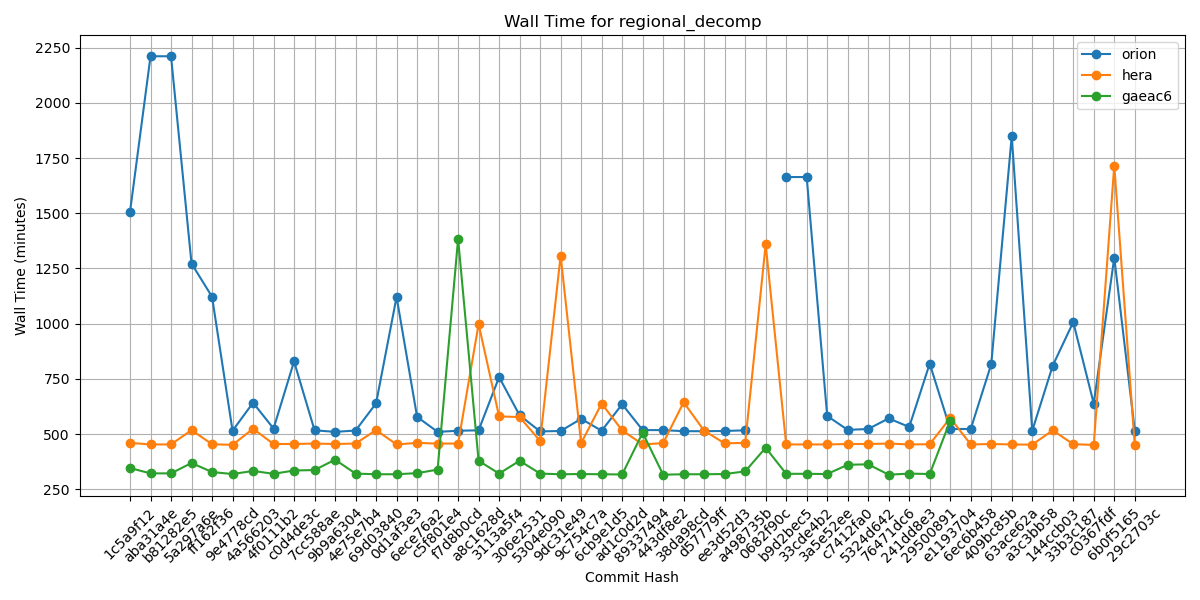 Wall Time for regional_decomp
orion
hera
gaeac6
Wall Time (minutes)
2250
2000
1750
1500
1250
1000
750
500
250
1c5a9f12
aba31a4e
b81282e5
5a297a6e
ff162f36
9e4778cd
4a566203
4f0111b2
c0d4de3c
7cc588ae
9b9a6304
4e75e7b4
69d03840
0d1af3e3
6ece76a2
c5f801e4
f7d8b0cd
a8c1628d
3113a5f4
306e2531
5304e090
9dc31e49
9c754c7a
6cb9e1d5
ad1c0d2d
89337494
443df8e2
38da98cd
d57779ff
ee3d52d3
a498735b
0682f90c
b9d2bec5
33cde4b2
3a5e52ee
c7412fa0
5324d642
76471dc6
241dd8e3
29500891
e1193704
6ec6b458
409bc85b
63ace62a
a3c3bb58
144ccb03
33b3c187
c0367fdf
6b0f5165
29c2703c
Commit Hash